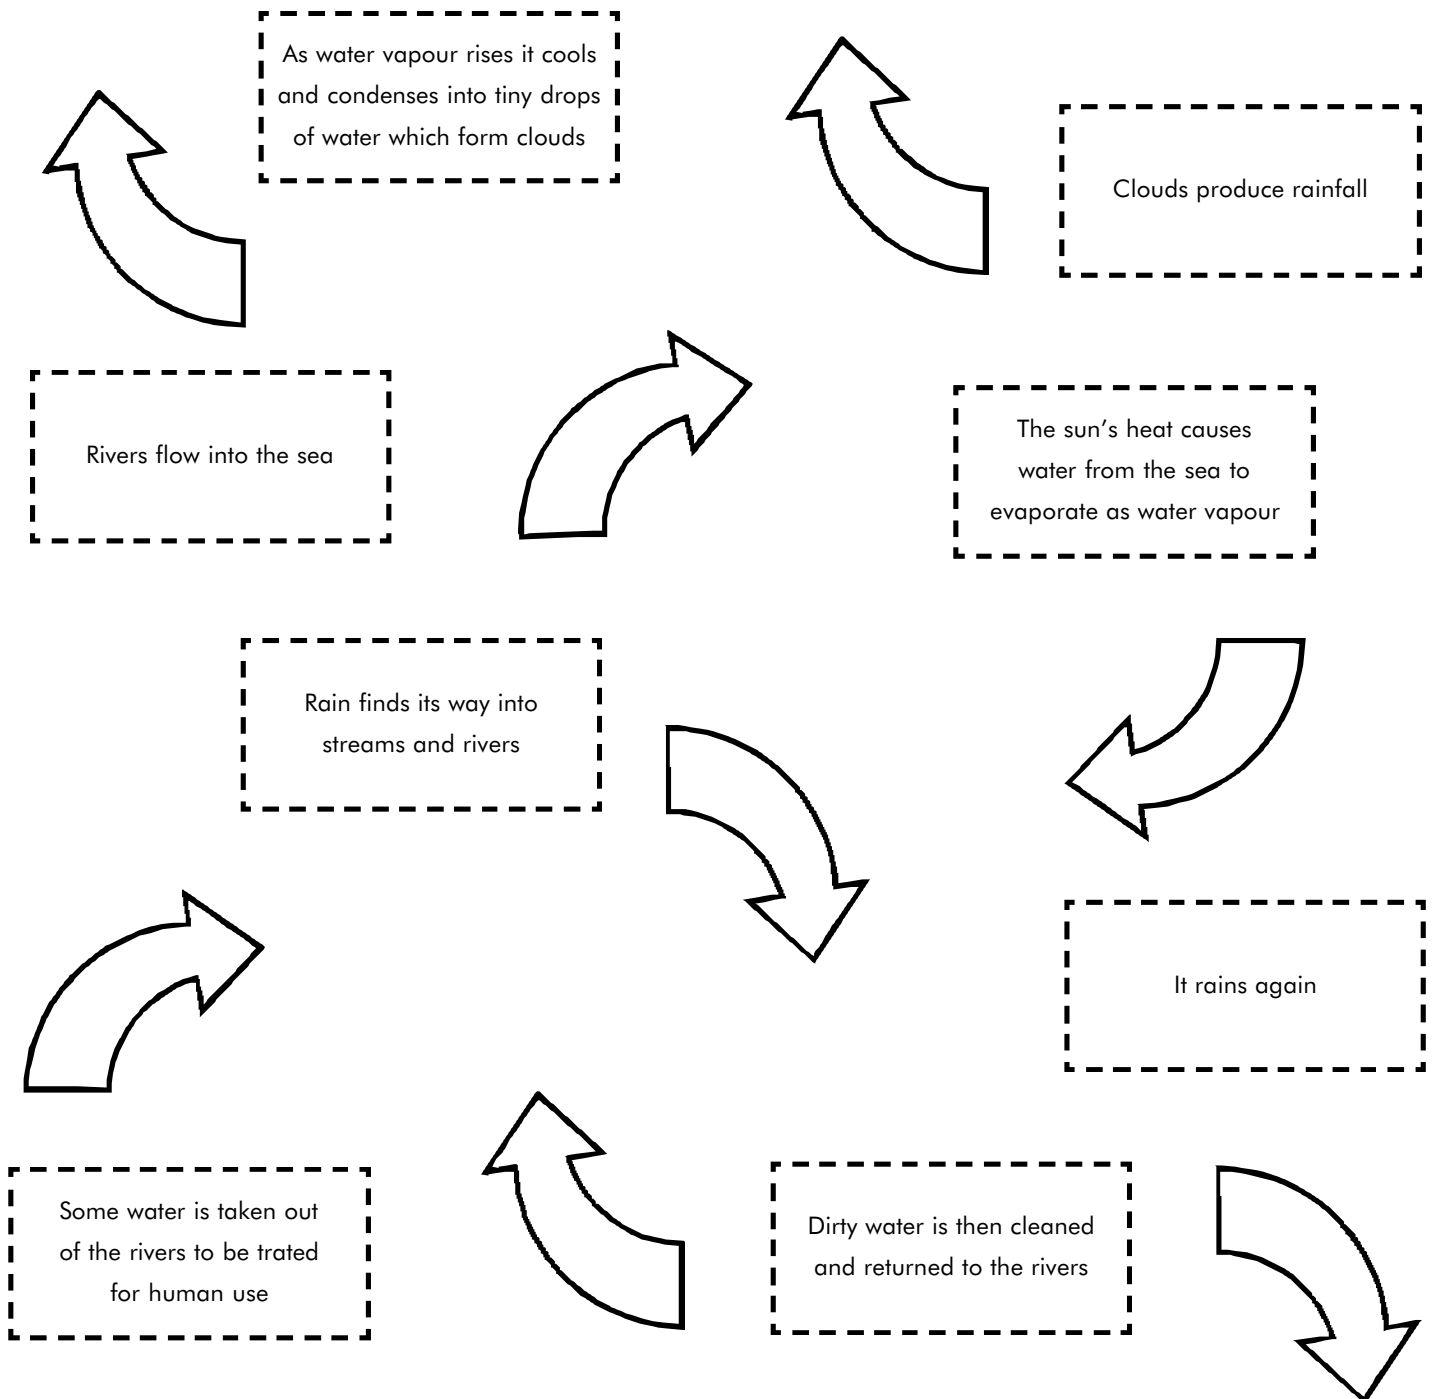 As water vapour rises it cools
and condenses into tiny drops
of water which form clouds
Clouds produce rainfall
Rivers flow into the sea
The sun’s heat causes
water from the sea to
evaporate as water vapour
Rain finds its way into
streams and rivers
It rains again
Some water is taken out
of the rivers to be trated
for human use
Dirty water is then cleaned
and returned to the rivers